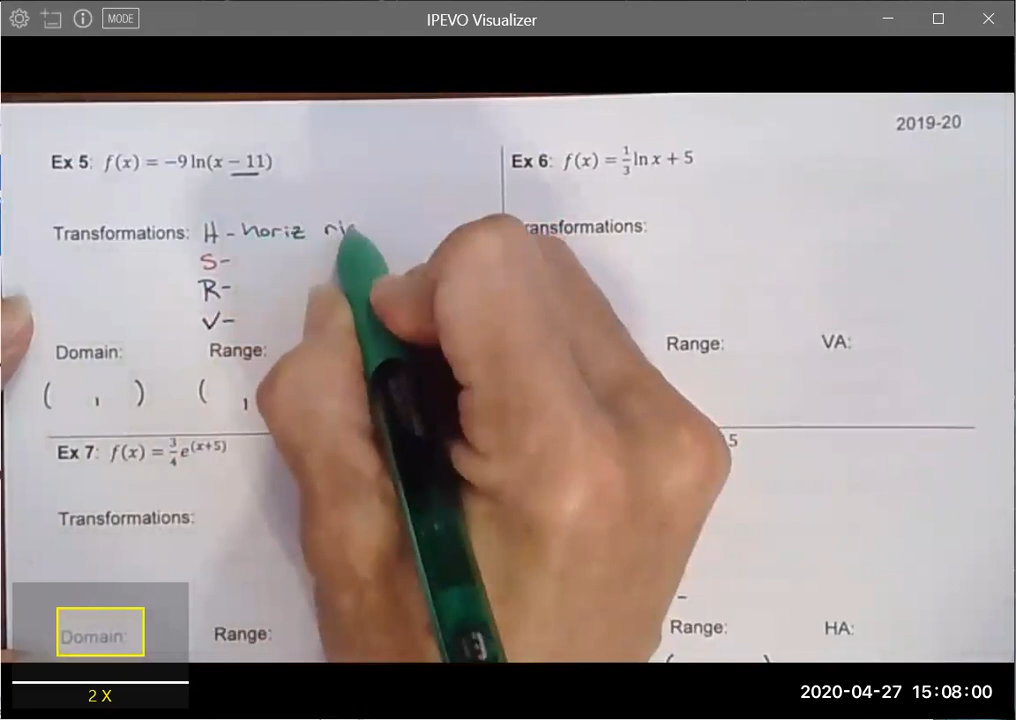 MODE
IPEVO Visualizer
2019-20
Ex 5: f(x) = −9 ln(x − 11)
Ex 6: f(x) = 1/3 ln x + 5
Transformations: H - horiz
ansformations:
S-
R-
V-
Domain: Range:
Range: VA:
( , ) ( ,
5
Ex 7: f(x) = 3/4 e^(x+5)
Transformations:
Domain: Range:
Range: HA:
2 X
2020-04-27 15:08:00